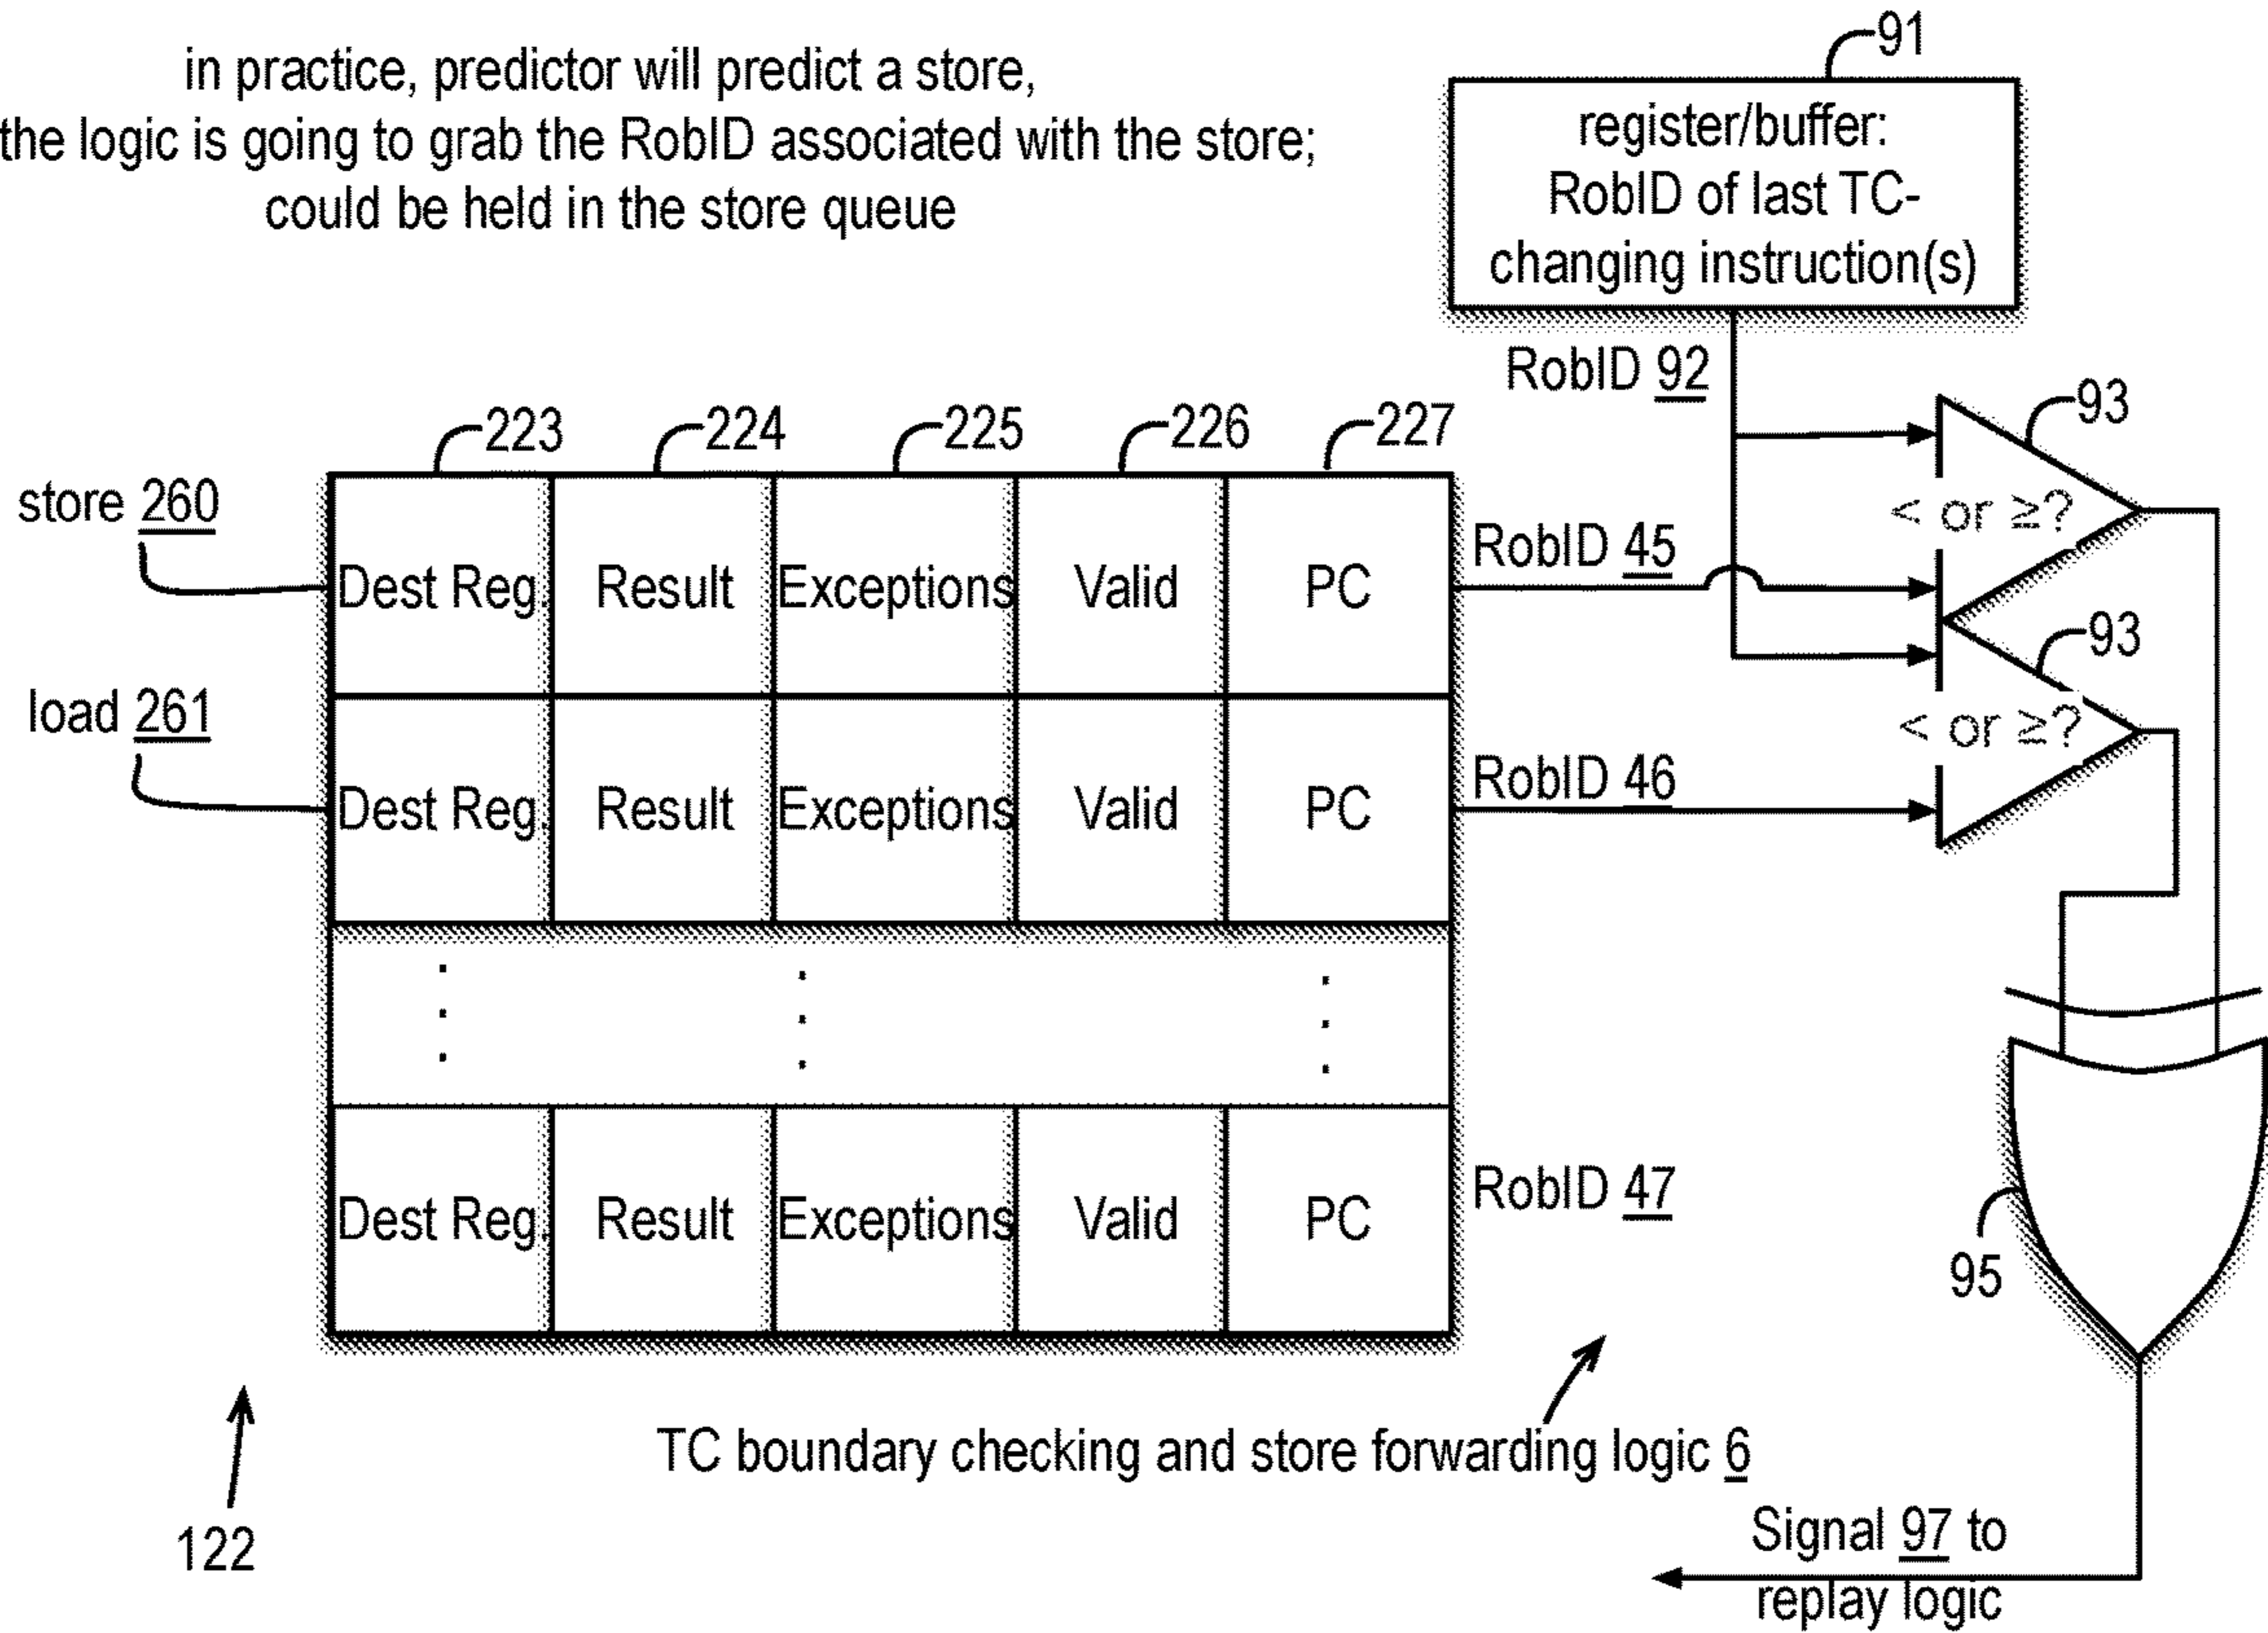 in practice, predictor will predict a store,
the logic is going to grab the RobID associated with the store;
could be held in the store queue
91
register/buffer:
RobID of last TC-
changing instruction(s)
RobID 92
223 224 225 226 227
93
store 260
< or ≥?
Dest Reg. Result Exceptions Valid PC
RobID 45
93
load 261
< or ≥?
Dest Reg. Result Exceptions Valid PC
RobID 46
Dest Reg. Result Exceptions Valid PC
RobID 47
95
TC boundary checking and store forwarding logic 6
122
Signal 97 to
replay logic